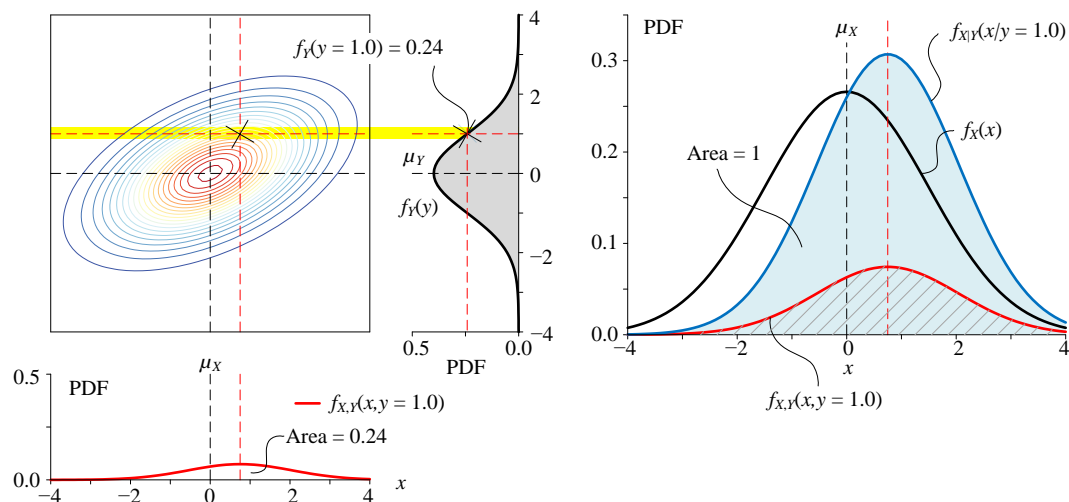 f_Y(y = 1.0) = 0.24
4
2
μ_Y
0
f_Y(y)
−2
−4
0.5 0.0
PDF
μ_X
0.5
PDF
f_{X,Y}(x,y = 1.0)
Area = 0.24
0.0
−4 −2 0 2 4 x
PDF
μ_X
f_{X|Y}(x/y = 1.0)
0.3
f_X(x)
Area = 1
0.2
0.1
0.0
−4 −2 0 2 4
x
f_{X,Y}(x,y = 1.0)